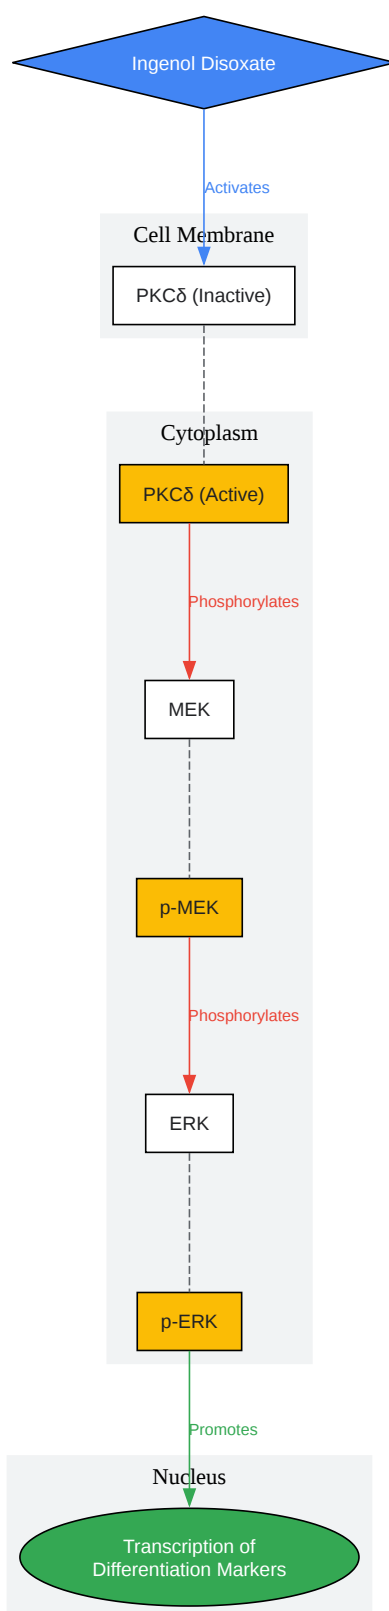 Ingenol Disoxate
Activates
Cell Membrane
PKCδ (Inactive)
Cytoplasm
PKCδ (Active)
Phosphorylates
MEK
p-MEK
Phosphorylates
ERK
p-ERK
Promotes
Nucleus
Transcription of
Differentiation Markers